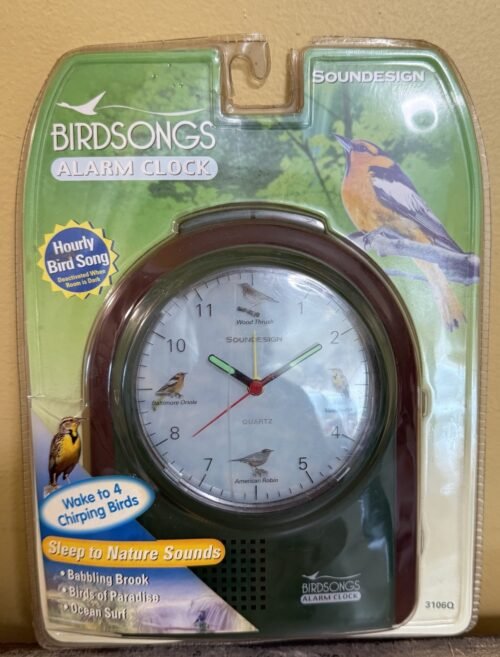 SOUNDESIGN
BIRDSONGS
ALARM CLOCK
Hourly
Bird Song
Deactivated When
Room is Dark
11
1
Wood Thrush
10
SOUNDESIGN
2
Baltimore Oriole
8
QUARTZ
4
7
American Robin
5
Wake to 4
Chirping Birds
Sleep to Nature Sounds
• Babbling Brook
• Birds of Paradise
• Ocean Surf
BIRDSONGS
ALARM CLOCK
3106Q